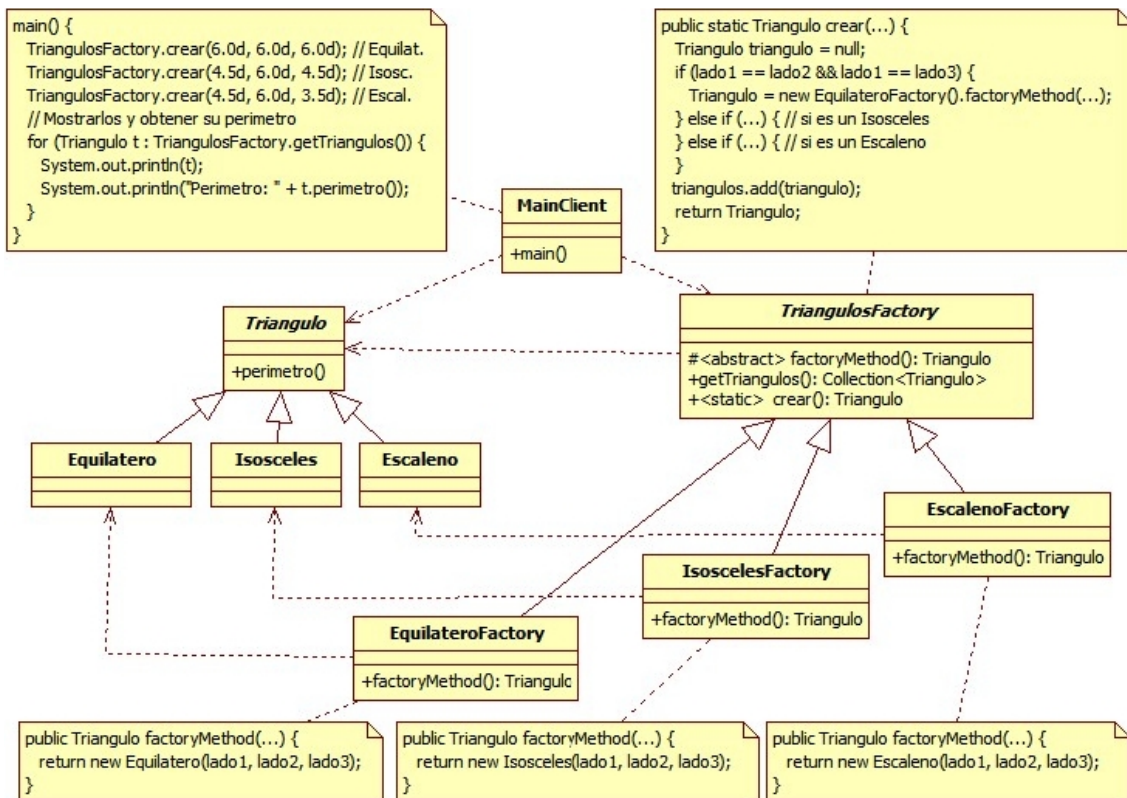 main() {
TriangulosFactory.crear(6.0d, 6.0d, 6.0d); // Equilat.
TriangulosFactory.crear(4.5d, 6.0d, 4.5d); // Isosc.
TriangulosFactory.crear(4.5d, 6.0d, 3.5d); // Escal.
// Mostrarlos y obtener su perimetro
for (Triangulo t : TriangulosFactory.getTriangulos()) {
System.out.println(t);
System.out.println("Perimetro: " + t.perimetro());
}
}
public static Triangulo crear(...) {
Triangulo triangulo = null;
if (lado1 == lado2 && lado1 == lado3) {
Triangulo = new EquilateroFactory().factoryMethod(...);
} else if (...) { // si es un Isosceles
} else if (...) { // si es un Escaleno
}
triangulos.add(triangulo);
return Triangulo;
}
MainClient
+main()
Triangulo
+perimetro()
TriangulosFactory
#<abstract> factoryMethod(): Triangulo
+getTriangulos(): Collection<Triangulo>
+<static> crear(): Triangulo
Equilatero
Isosceles
Escaleno
EscalenoFactory
+factoryMethod(): Triangulo
IsoscelesFactory
+factoryMethod(): Triangulo
EquilateroFactory
+factoryMethod(): Triangulo
public Triangulo factoryMethod(...) {
return new Equilatero(lado1, lado2, lado3);
}
public Triangulo factoryMethod(...) {
return new Isosceles(lado1, lado2, lado3);
}
public Triangulo factoryMethod(...) {
return new Escaleno(lado1, lado2, lado3);
}